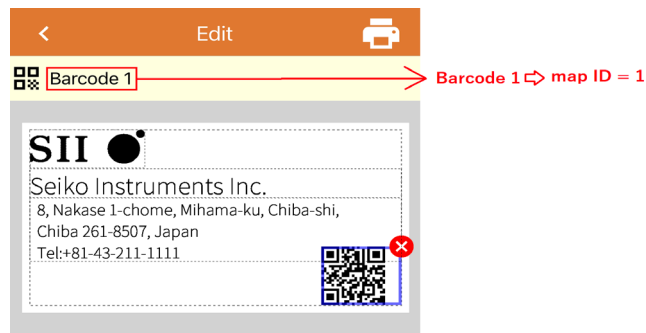 Edit
Barcode 1
Barcode 1 ⇨ map ID = 1
SII
Seiko Instruments Inc.
8, Nakase 1-chome, Mihama-ku, Chiba-shi,
Chiba 261-8507, Japan
Tel:+81-43-211-1111